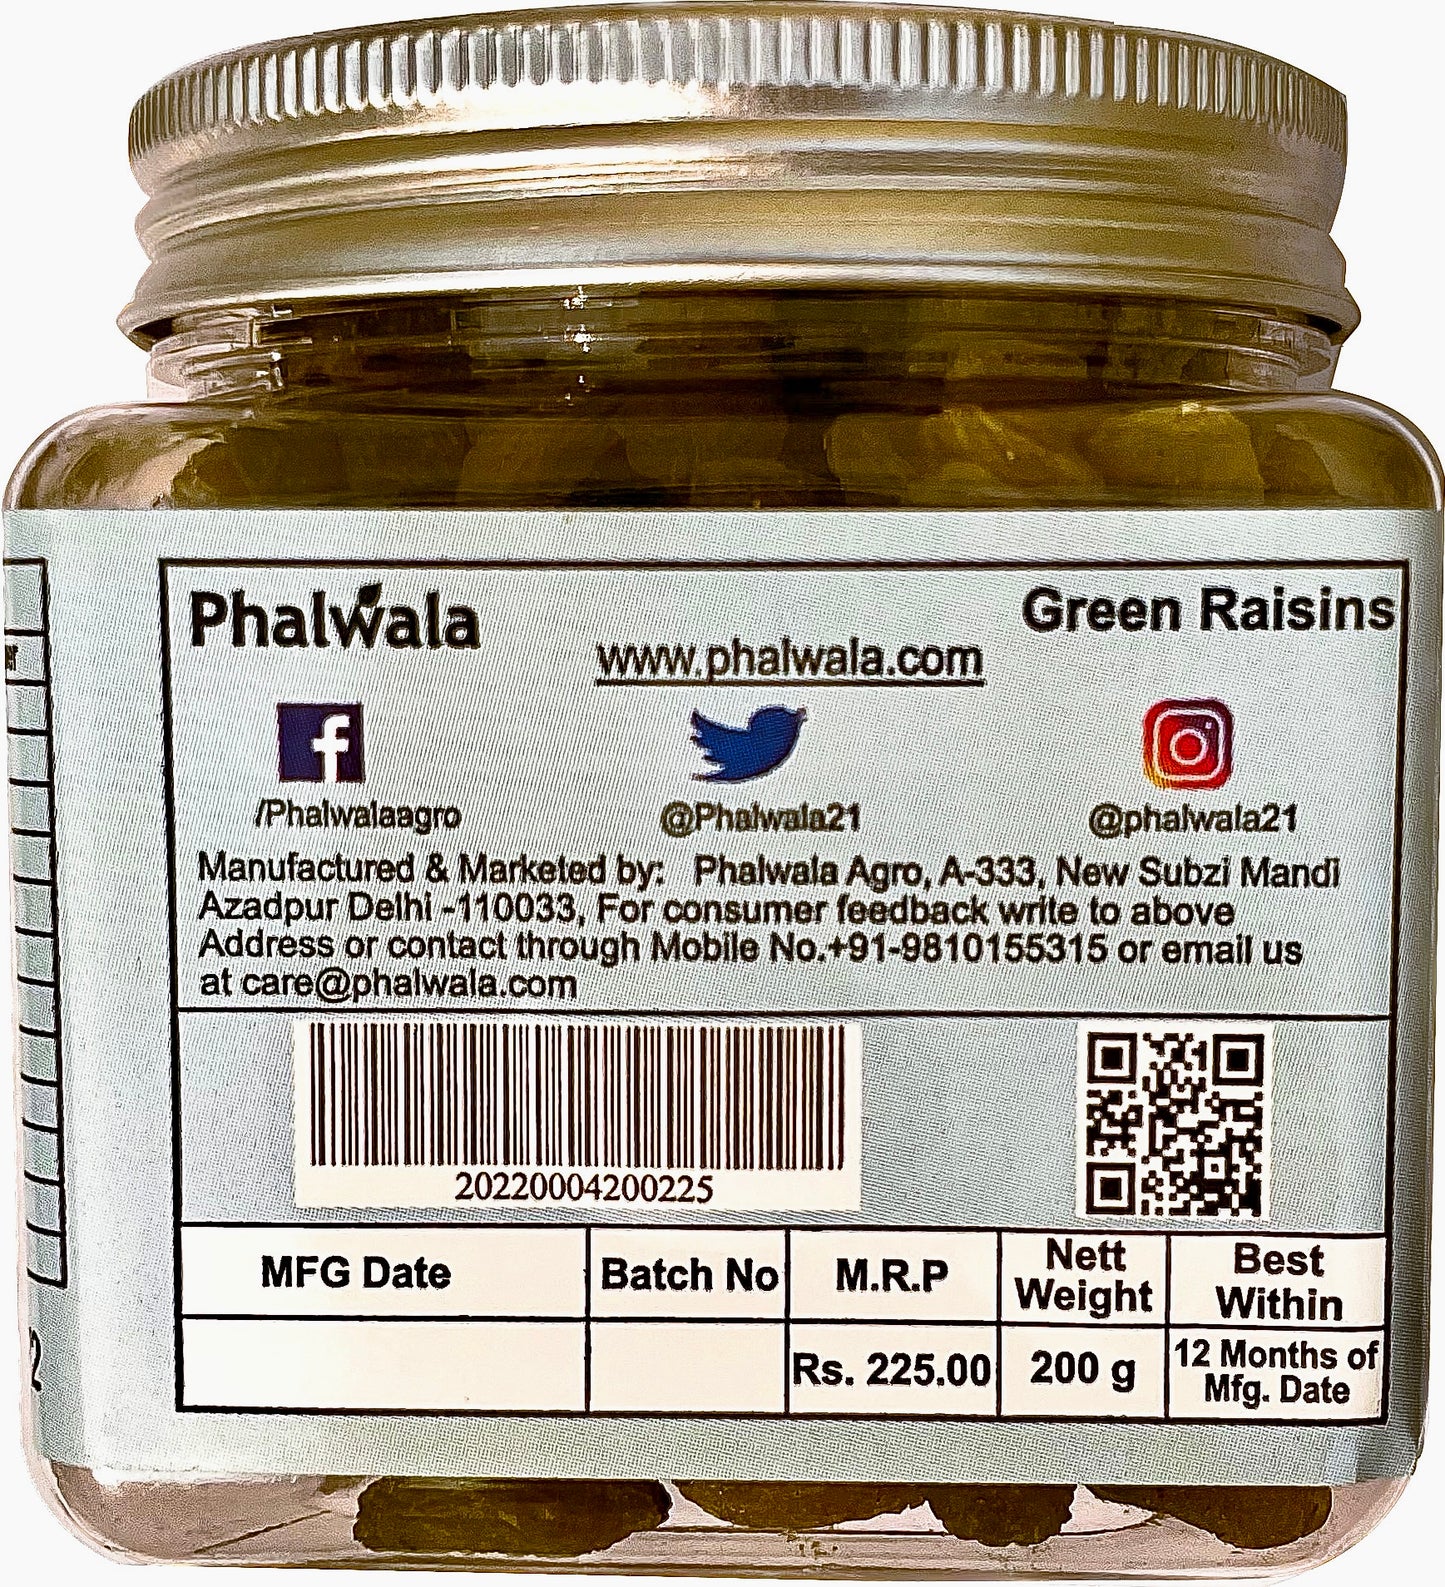 Phalwala
Green Raisins
www.phalwala.com
/Phalwalaagro
@Phalwala21
@phalwala21
Manufactured & Marketed by: Phalwala Agro, A-333, New Subzi Mandi
Azadpur Delhi -110033, For consumer feedback write to above
Address or contact through Mobile No.+91-9810155315 or email us
at care@phalwala.com
20220004200225
MFG Date
Batch No
M.R.P
Nett
Weight
Best
Within
Rs. 225.00
200 g
12 Months of
Mfg. Date
2